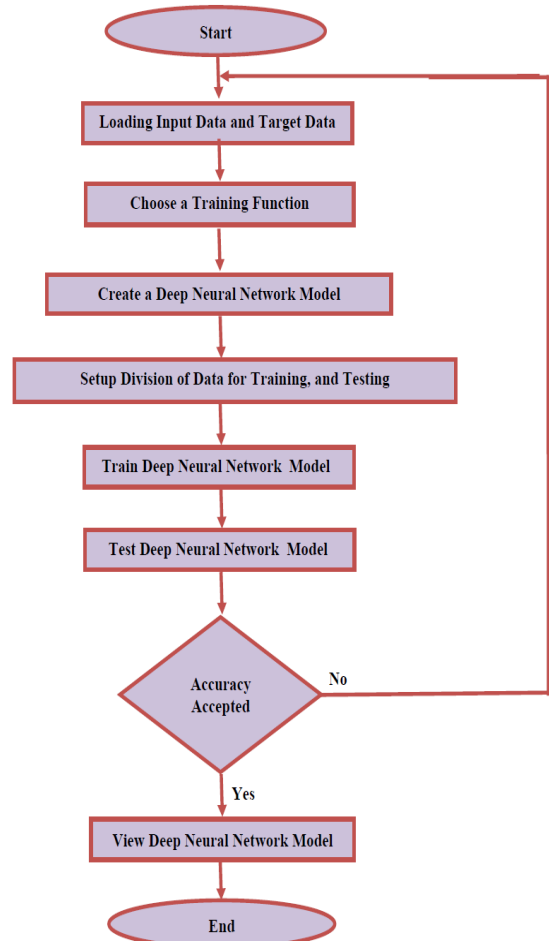 Start
Loading Input Data and Target Data
Choose a Training Function
Create a Deep Neural Network Model
Setup Division of Data for Training, and Testing
Train Deep Neural Network Model
Test Deep Neural Network Model
Accuracy
Accepted
No
Yes
View Deep Neural Network Model
End